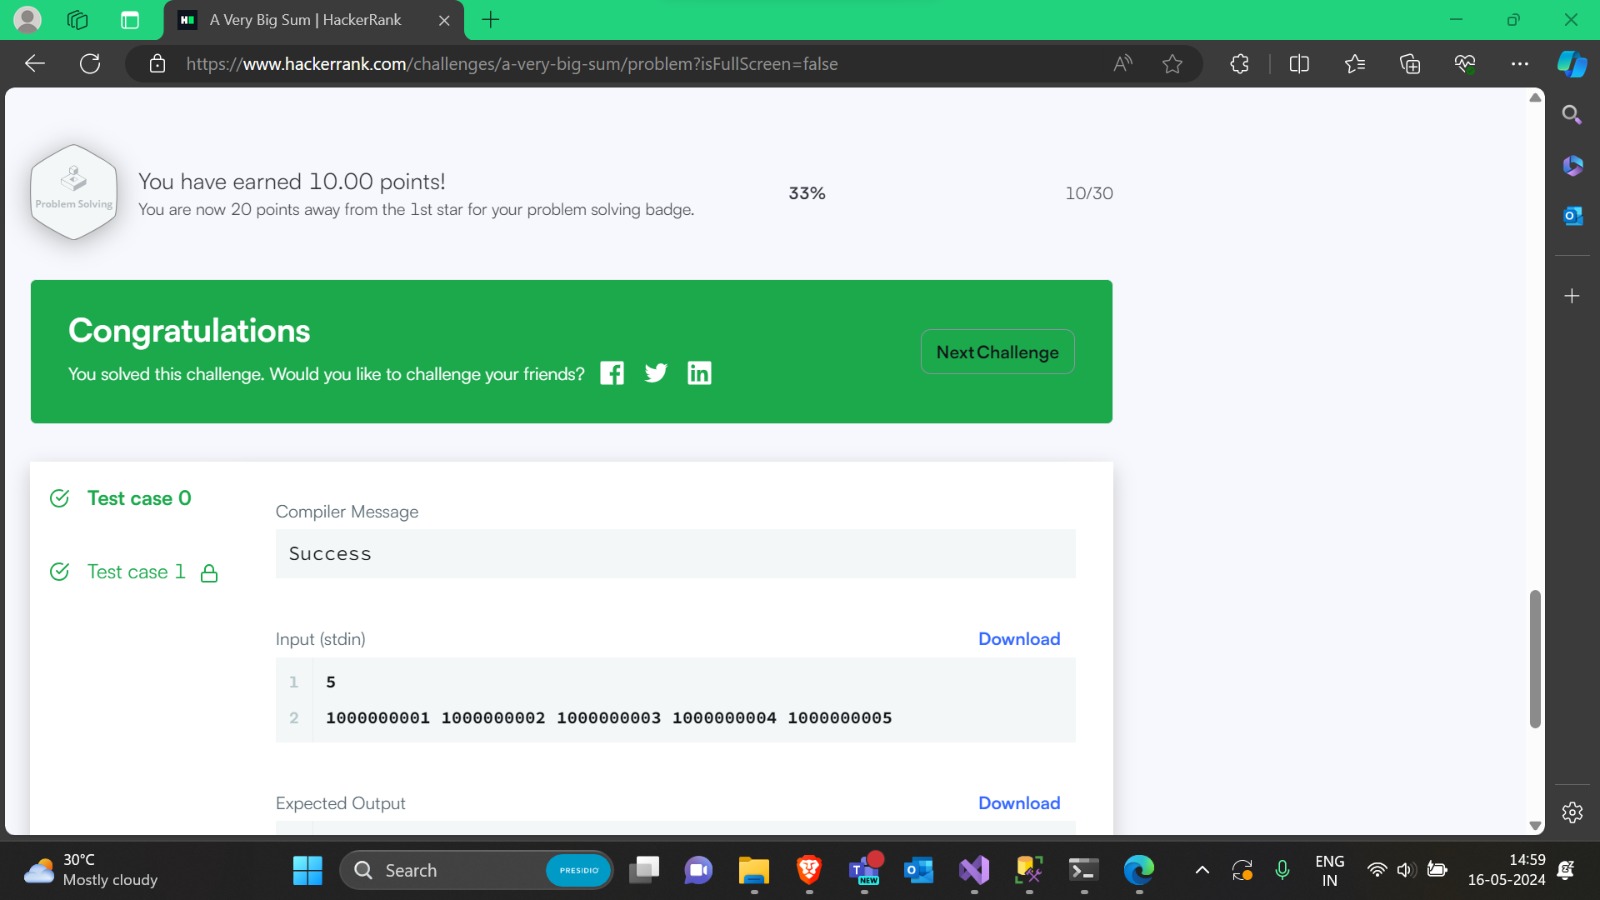 A Very Big Sum | HackerRank
https://www.hackerrank.com/challenges/a-very-big-sum/problem?isFullScreen=false
Problem Solving
You have earned 10.00 points!
You are now 20 points away from the 1st star for your problem solving badge.
33%
10/30
Congratulations
You solved this challenge. Would you like to challenge your friends?
Next Challenge
Test case 0
Test case 1
Compiler Message
Success
Input (stdin)
Download
1 5
2 1000000001 1000000002 1000000003 1000000004 1000000005
Expected Output
Download
30°C
Mostly cloudy
Search
PRESIDIO
NEW
ENG
IN
14:59
16-05-2024